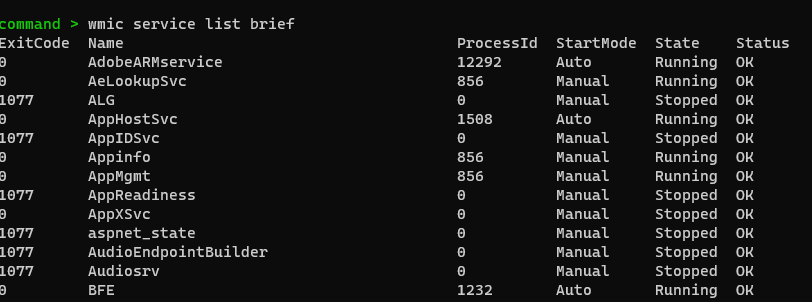 command > wmic service list brief
ExitCode  Name                                     ProcessId  StartMode  State    Status
0         AdobeARMservice                          12292      Auto       Running  OK
0         AeLookupSvc                              856        Manual     Running  OK
1077      ALG                                      0          Manual     Stopped  OK
0         AppHostSvc                               1508       Auto       Running  OK
1077      AppIDSvc                                 0          Manual     Stopped  OK
0         Appinfo                                  856        Manual     Running  OK
0         AppMgmt                                  856        Manual     Running  OK
1077      AppReadiness                             0          Manual     Stopped  OK
0         AppXSvc                                  0          Manual     Stopped  OK
1077      aspnet_state                             0          Manual     Stopped  OK
1077      AudioEndpointBuilder                     0          Manual     Stopped  OK
1077      Audiosrv                                 0          Manual     Stopped  OK
0         BFE                                      1232       Auto       Running  OK